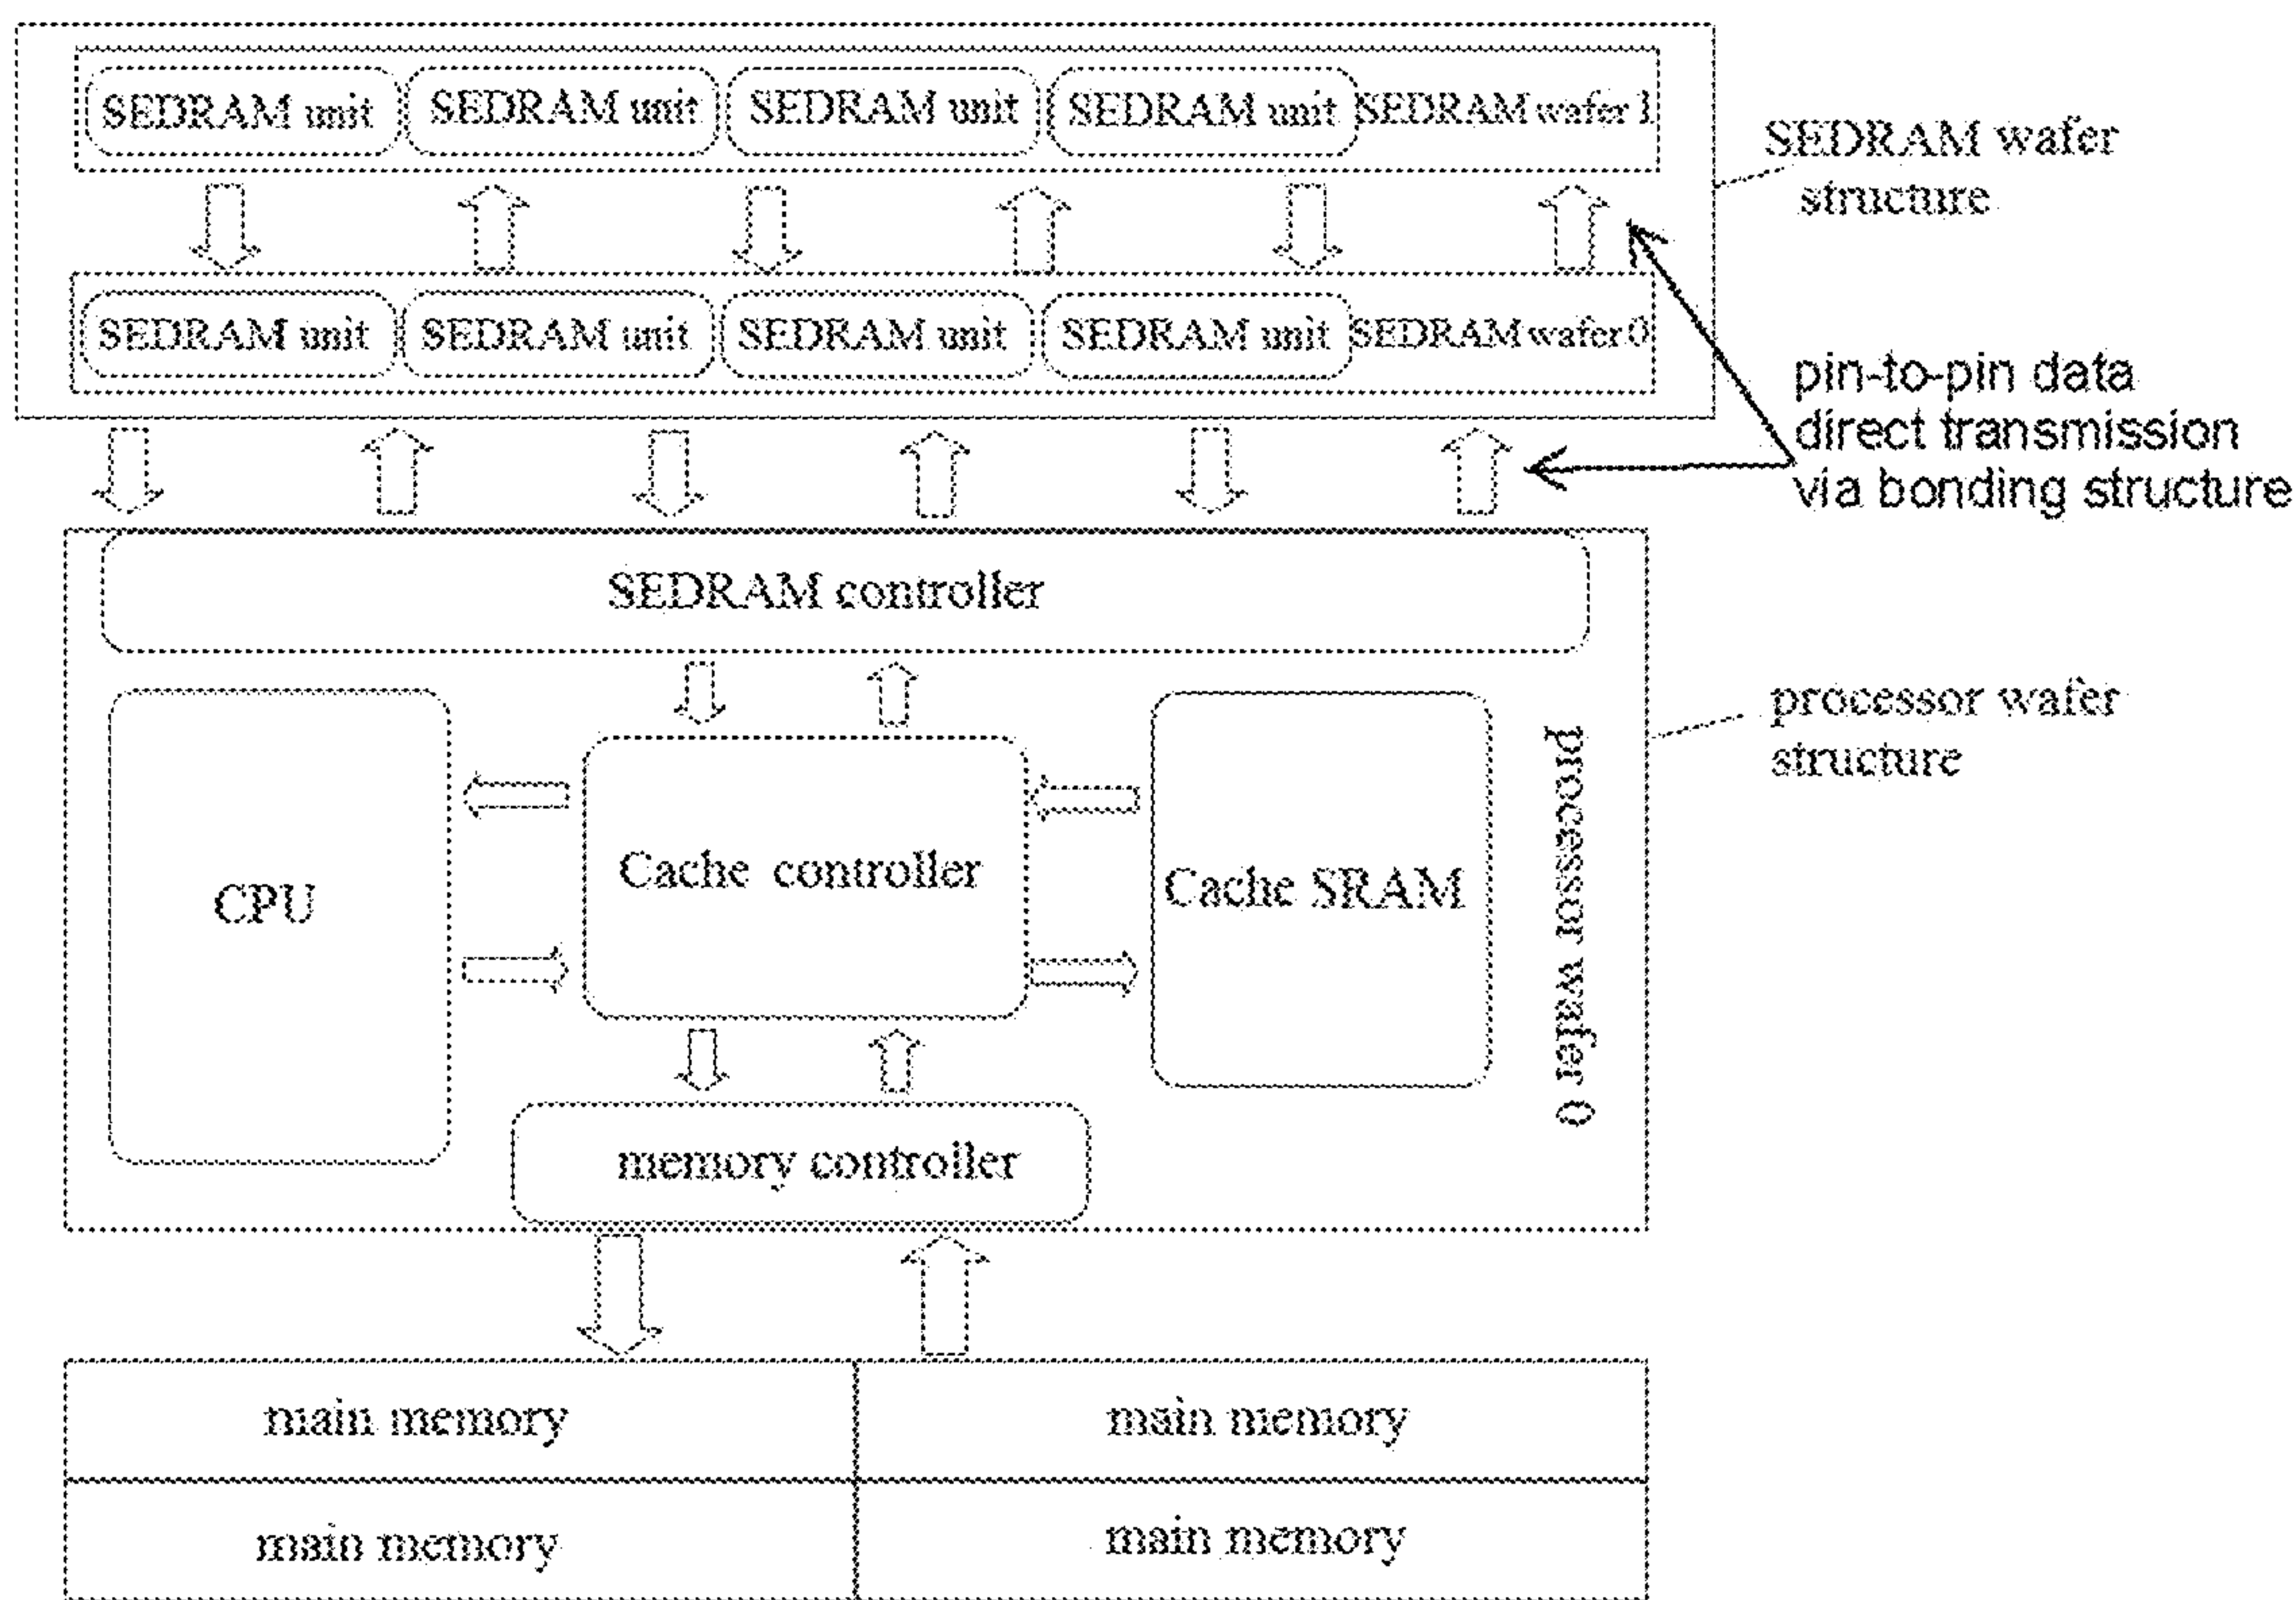 SEDRAM unit SEDRAM unit SEDRAM unit SEDRAM unit SEDRAM wafer 1
SEDRAM wafer
structure
SEDRAM unit SEDRAM unit SEDRAM unit SEDRAM unit SEDRAM wafer 0
pin-to-pin data
direct transmission
via bonding structure
SEDRAM controller
processor wafer
structure
CPU
Cache controller
Cache SRAM
processor wafer 0
memory controller
main memory main memory
main memory main memory